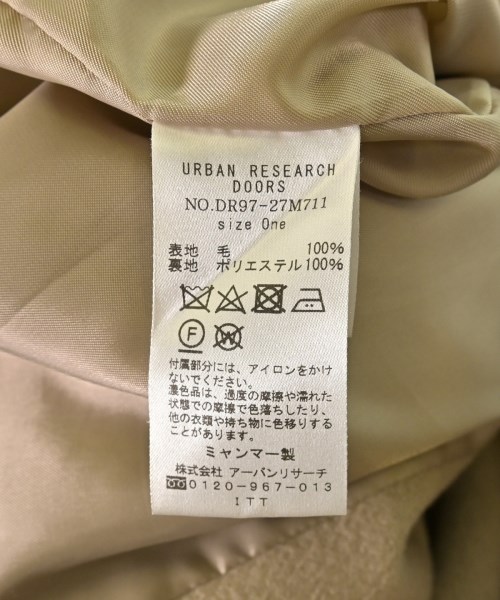 URBAN RESEARCH
DOORS
NO.DR97-27M711
size One
表地 毛 100%
裏地 ポリエステル100%
F W
付属部分には、アイロンをかけ
ないでください。
濃色品は、過度の摩擦や濡れた
状態での摩擦で色落ちしたり、
他の衣類や持ち物に色移りする
ことがあります。
ミャンマー製
株式会社 アーバンリサーチ
0120-967-013
1TT